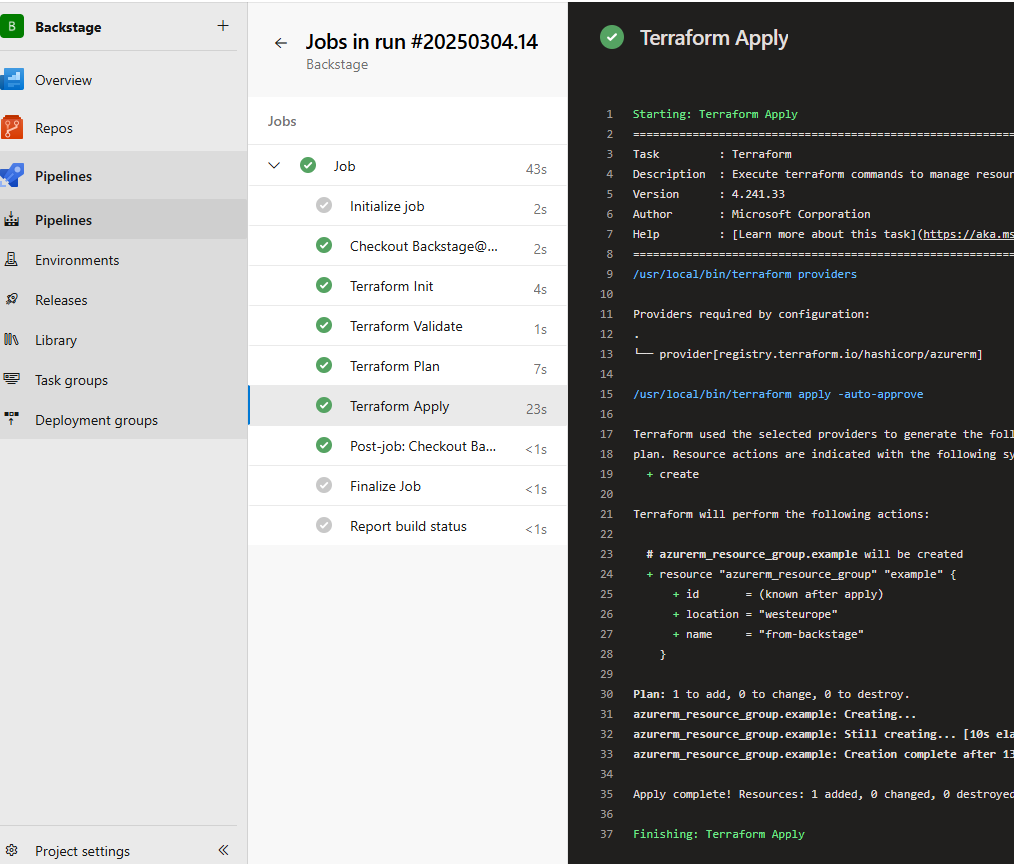 B Backstage +
Overview
Repos
Pipelines
Pipelines
Environments
Releases
Library
Task groups
Deployment groups
Project settings
Jobs in run #20250304.14
Backstage
Jobs
Job 43s
Initialize job 2s
Checkout Backstage@... 2s
Terraform Init 4s
Terraform Validate 1s
Terraform Plan 7s
Terraform Apply 23s
Post-job: Checkout Ba... <1s
Finalize Job <1s
Report build status <1s
Terraform Apply
1 Starting: Terraform Apply
2 ==========================================================
3 Task : Terraform
4 Description : Execute terraform commands to manage resour
5 Version : 4.241.33
6 Author : Microsoft Corporation
7 Help : [Learn more about this task](https://aka.ms
8 ==========================================================
9 /usr/local/bin/terraform providers
10
11 Providers required by configuration:
12 .
13 └── provider[registry.terraform.io/hashicorp/azurerm]
14
15 /usr/local/bin/terraform apply -auto-approve
16
17 Terraform used the selected providers to generate the foll
18 plan. Resource actions are indicated with the following sy
19 + create
20
21 Terraform will perform the following actions:
22
23 # azurerm_resource_group.example will be created
24 + resource "azurerm_resource_group" "example" {
25 + id = (known after apply)
26 + location = "westeurope"
27 + name = "from-backstage"
28 }
29
30 Plan: 1 to add, 0 to change, 0 to destroy.
31 azurerm_resource_group.example: Creating...
32 azurerm_resource_group.example: Still creating... [10s ela
33 azurerm_resource_group.example: Creation complete after 13
34
35 Apply complete! Resources: 1 added, 0 changed, 0 destroyed
36
37 Finishing: Terraform Apply